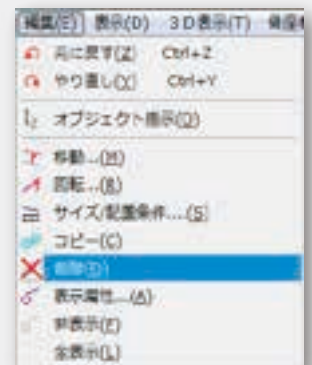 編集(E) 表示(D) 3D表示(T)
元に戻す(Z) Ctrl+Z
やり直し(Y) Ctrl+Y
オブジェクト指示(Q)
移動...(M)
回転...(R)
サイズ/配置条件....(S)
コピー(C)
削除(D)
表示属性...(A)
非表示(F)
全表示(L)